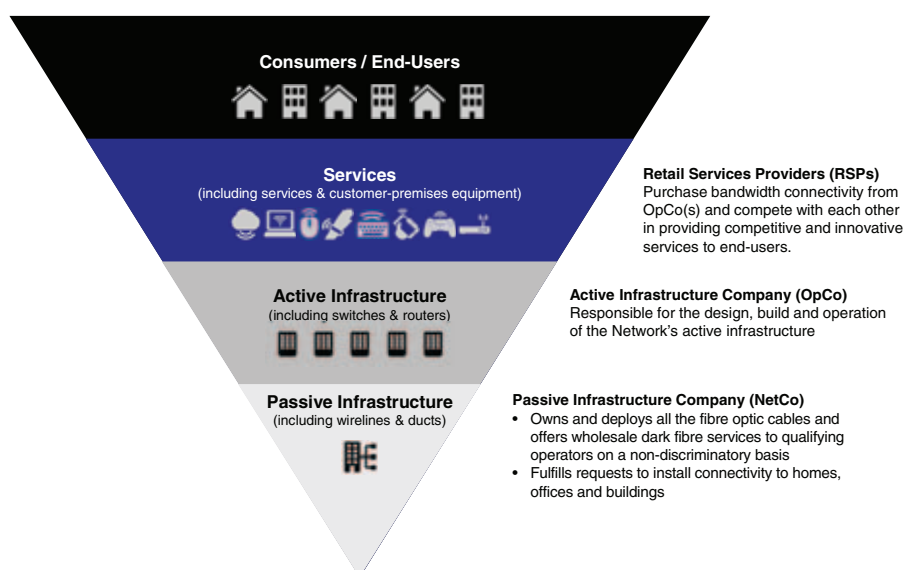 Consumers / End-Users
Services
(including services & customer-premises equipment)
Retail Services Providers (RSPs)
Purchase bandwidth connectivity from
OpCo(s) and compete with each other
in providing competitive and innovative
services to end-users.
Active Infrastructure
(including switches & routers)
Active Infrastructure Company (OpCo)
Responsible for the design, build and operation
of the Network’s active infrastructure
Passive Infrastructure
(including wirelines & ducts)
Passive Infrastructure Company (NetCo)
• Owns and deploys all the fibre optic cables and
offers wholesale dark fibre services to qualifying
operators on a non-discriminatory basis
• Fulfills requests to install connectivity to homes,
offices and buildings